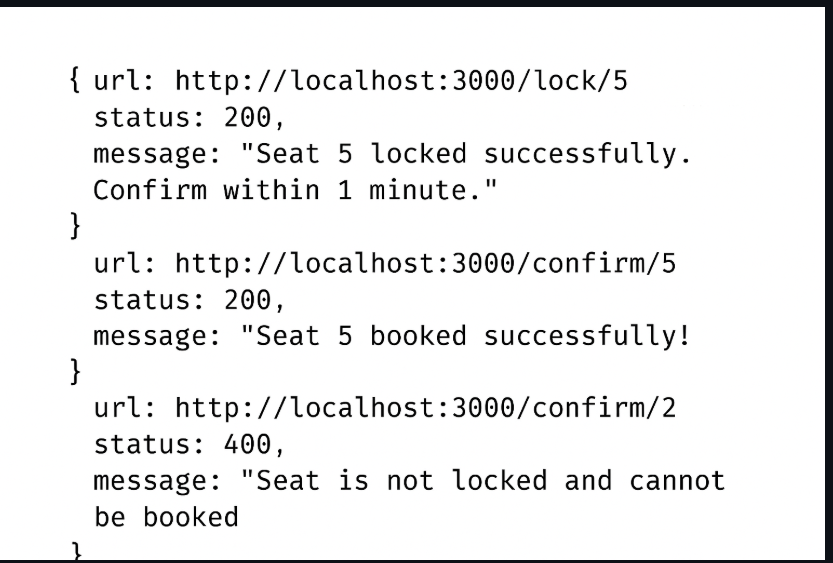 { url: http://localhost:3000/lock/5
status: 200,
message: "Seat 5 locked successfully.
Confirm within 1 minute."
}
url: http://localhost:3000/confirm/5
status: 200,
message: "Seat 5 booked successfully!
}
url: http://localhost:3000/confirm/2
status: 400,
message: "Seat is not locked and cannot
be booked
}